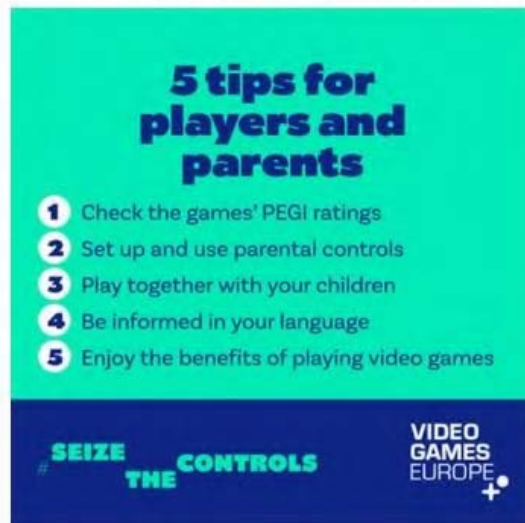 5 tips for
players and
parents
1 Check the games' PEGI ratings
2 Set up and use parental controls
3 Play together with your children
4 Be informed in your language
5 Enjoy the benefits of playing video games
#SEIZE
THE CONTROLS
VIDEO
GAMES
EUROPE